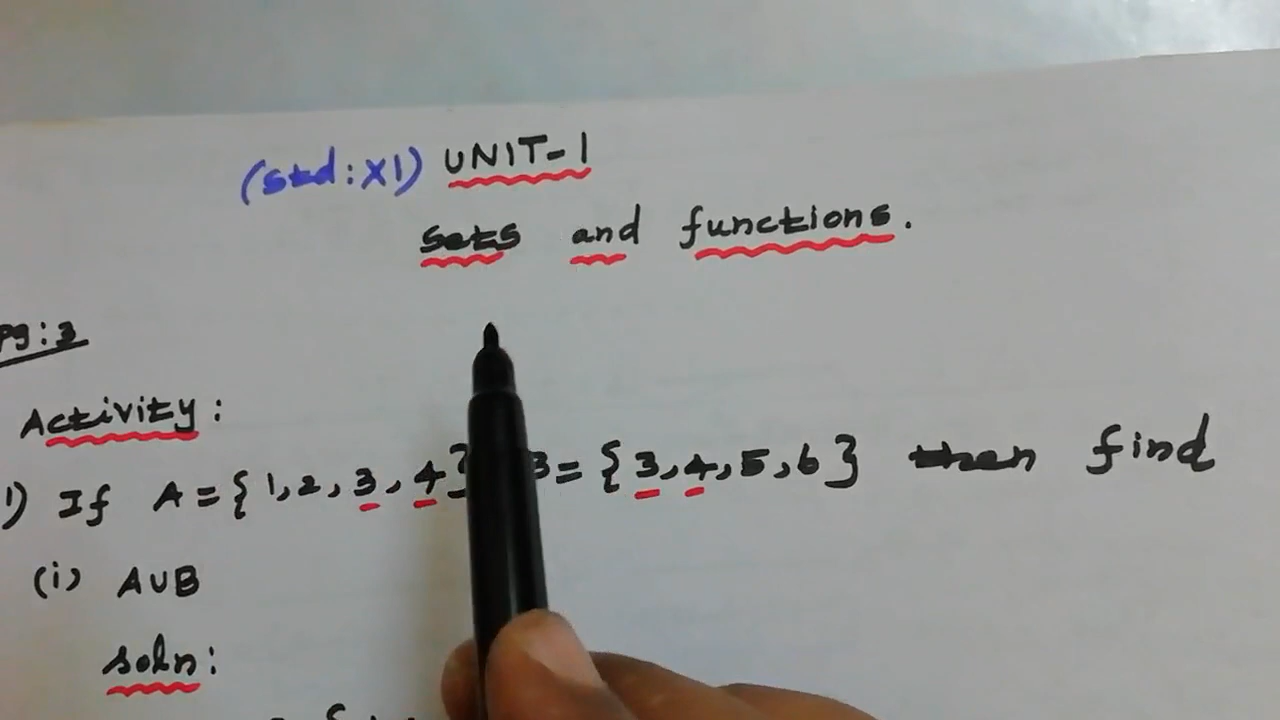 (std: XI) UNIT-1
sets and functions.
pg: 3
Activity:
1) If A = {1, 2, 3, 4} B = {3, 4, 5, 6} then find
(i) A∪B
soln: